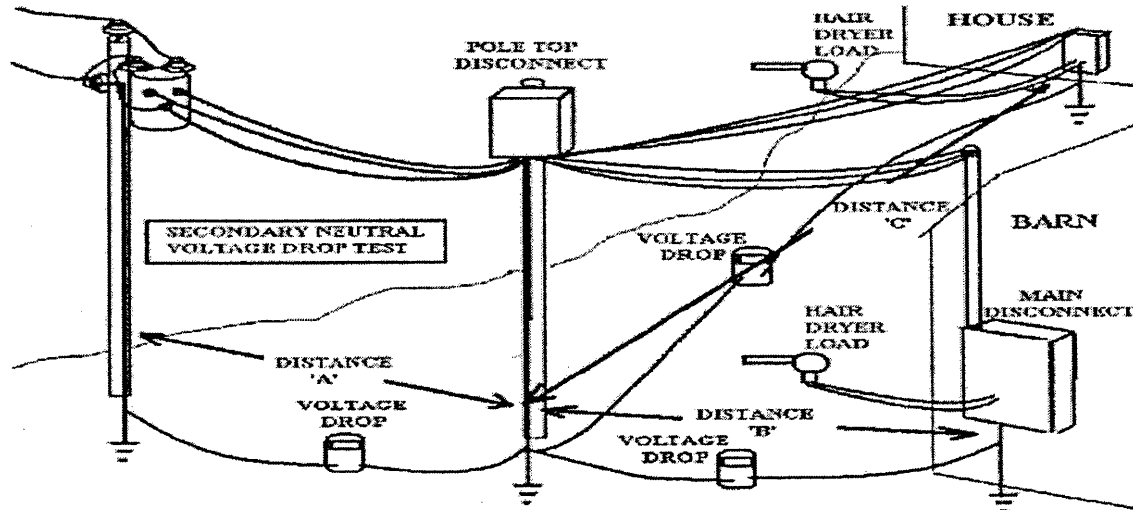 HAIR
DRYER
LOAD
HOUSE
POLE TOP
DISCONNECT
SECONDARY NEUTRAL
VOLTAGE DROP TEST
DISTANCE
'C'
BARN
VOLTAGE
DROP
MAIN
DISCONNECT
HAIR
DRYER
LOAD
DISTANCE
'A'
VOLTAGE
DROP
DISTANCE
'B'
VOLTAGE
DROP